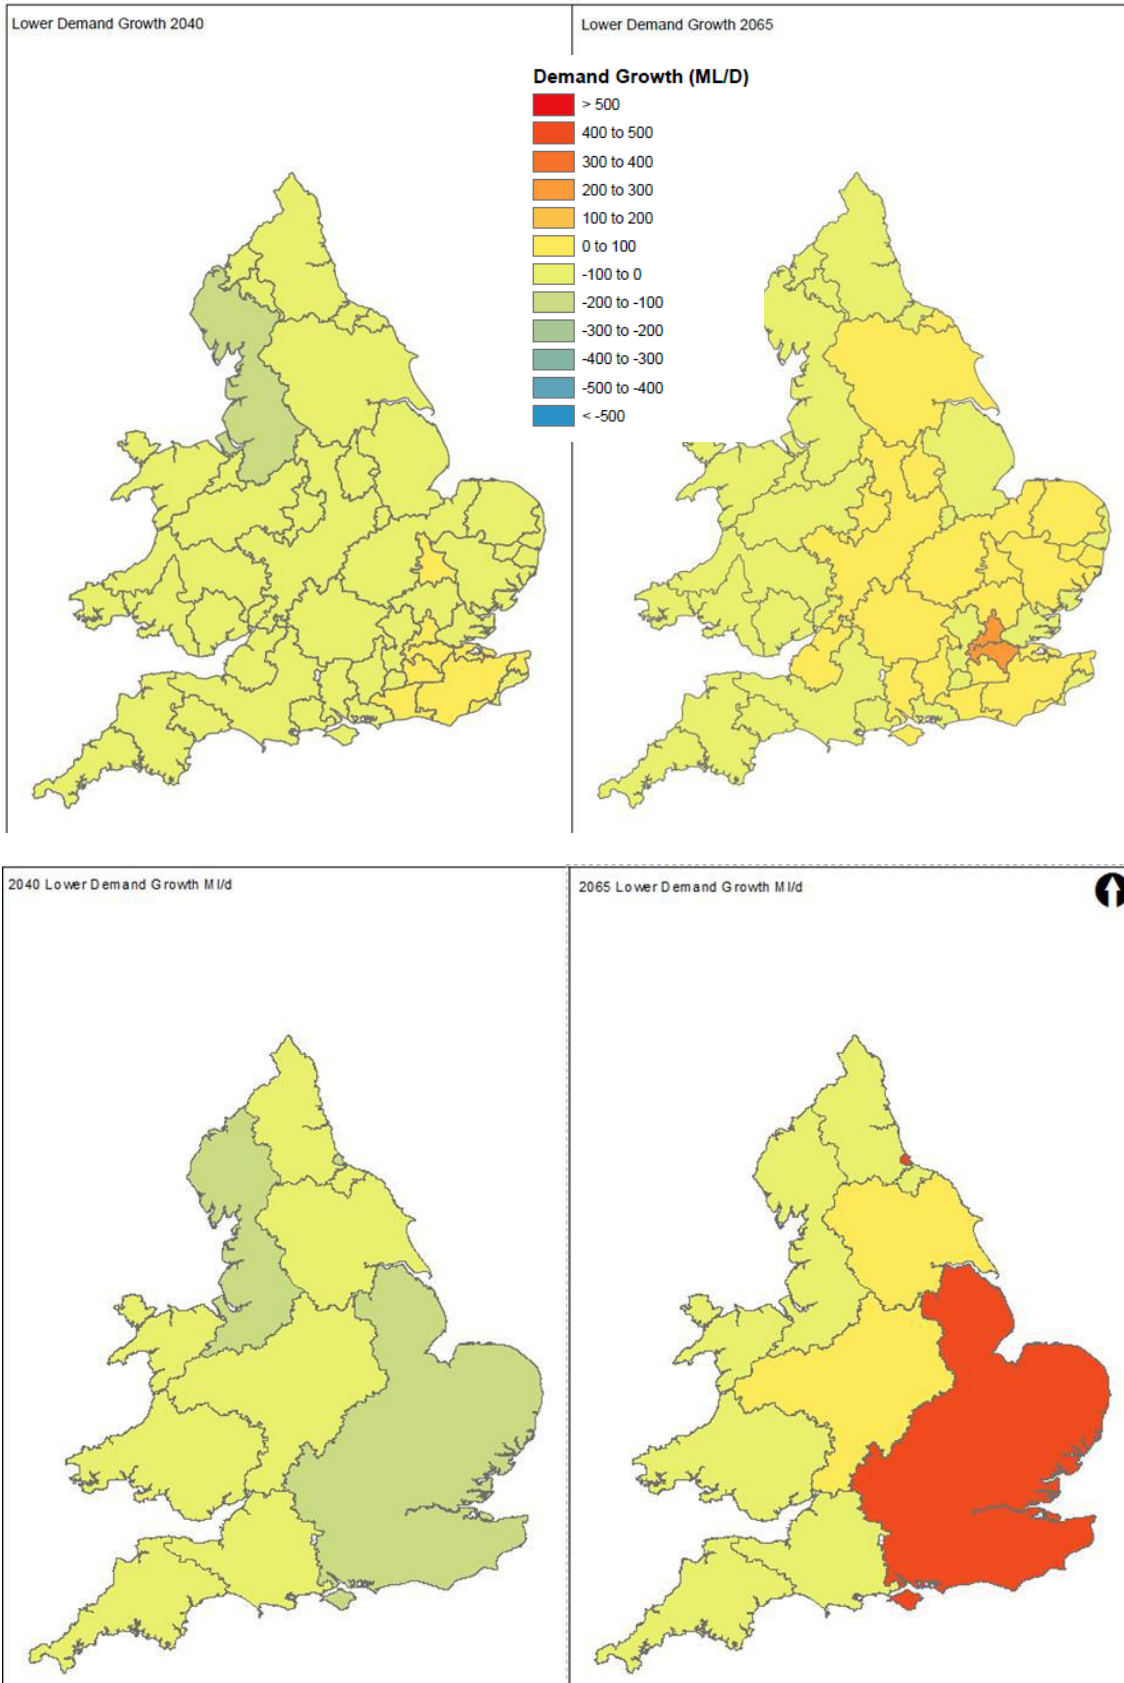 Lower Demand Growth 2040
Lower Demand Growth 2065
Demand Growth (ML/D)
> 500
400 to 500
300 to 400
200 to 300
100 to 200
0 to 100
-100 to 0
-200 to -100
-300 to -200
-400 to -300
-500 to -400
< -500
2040 Lower Demand Growth Ml/d
2065 Lower Demand Growth Ml/d